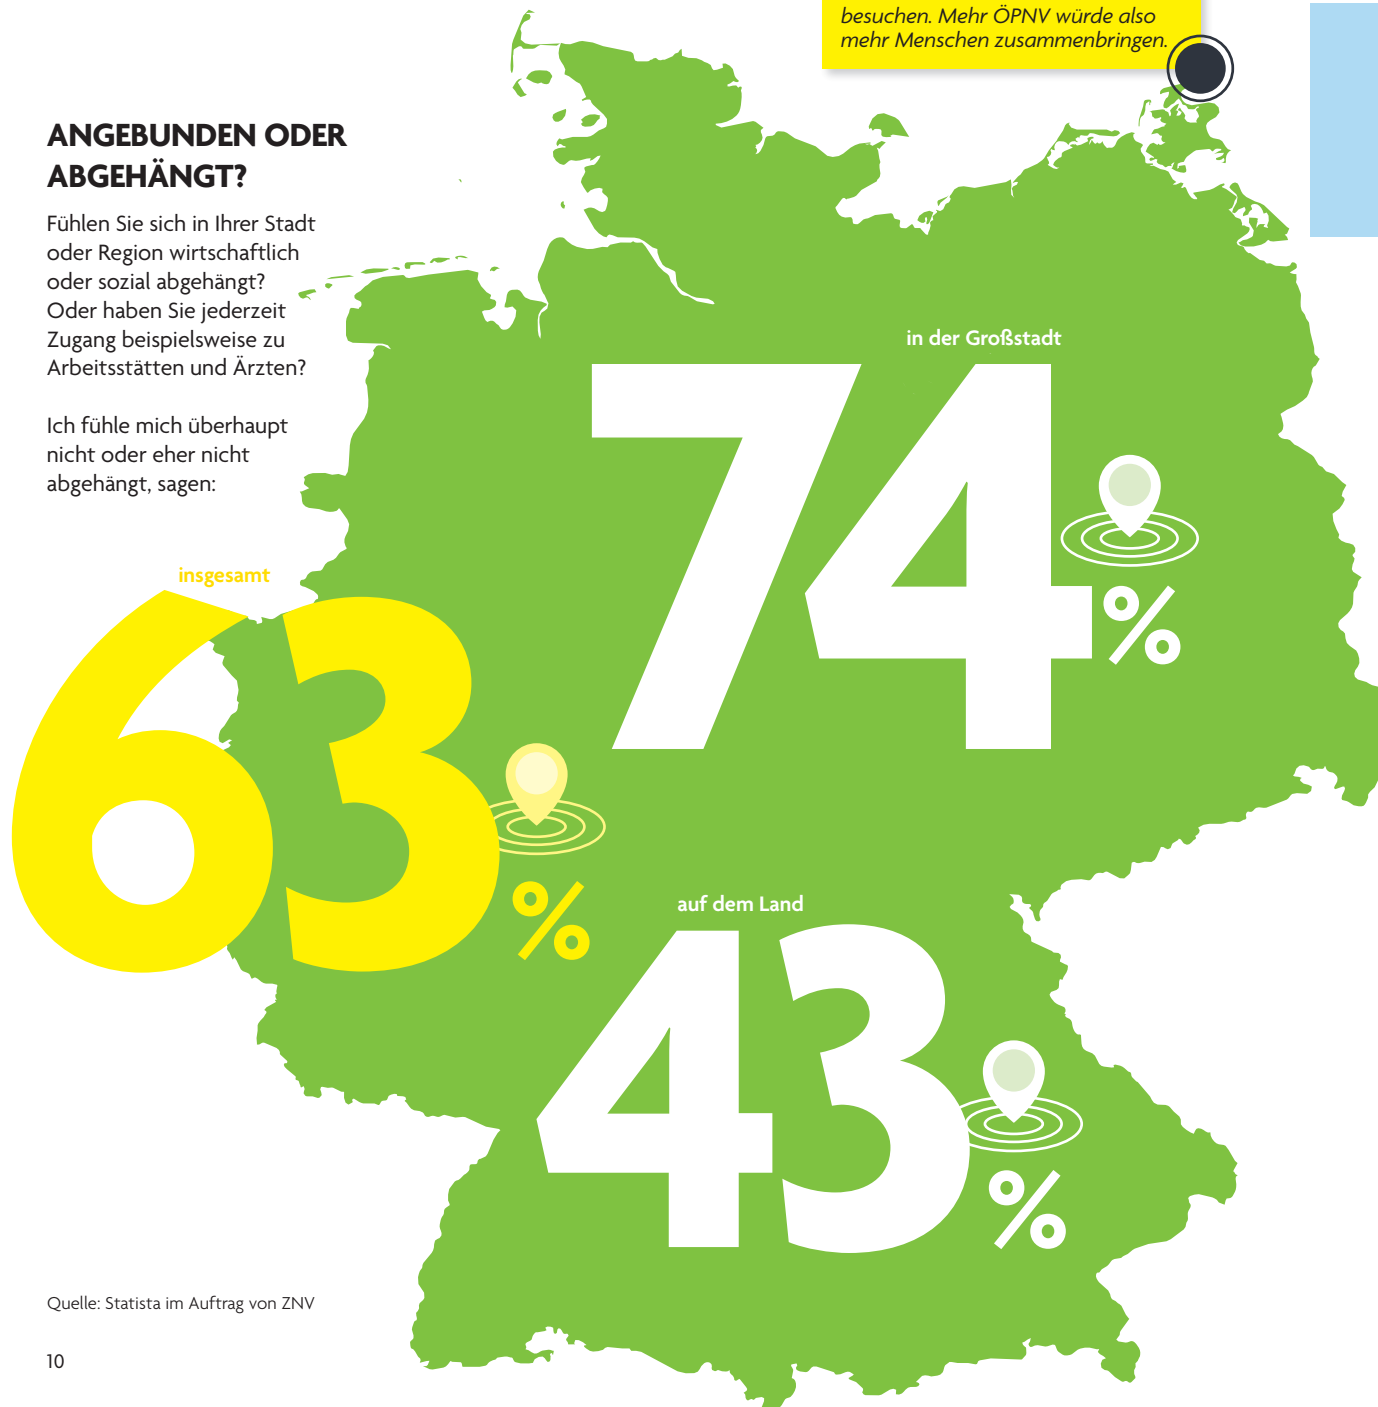 besuchen. Mehr ÖPNV würde also
mehr Menschen zusammenbringen.
ANGEBUNDEN ODER
ABGEHÄNGT?
Fühlen Sie sich in Ihrer Stadt
oder Region wirtschaftlich
oder sozial abgehängt?
Oder haben Sie jederzeit
Zugang beispielsweise zu
Arbeitsstätten und Ärzten?
Ich fühle mich überhaupt
nicht oder eher nicht
abgehängt, sagen:
in der Großstadt
74 %
insgesamt
63 %
auf dem Land
43 %
Quelle: Statista im Auftrag von ZNV
10